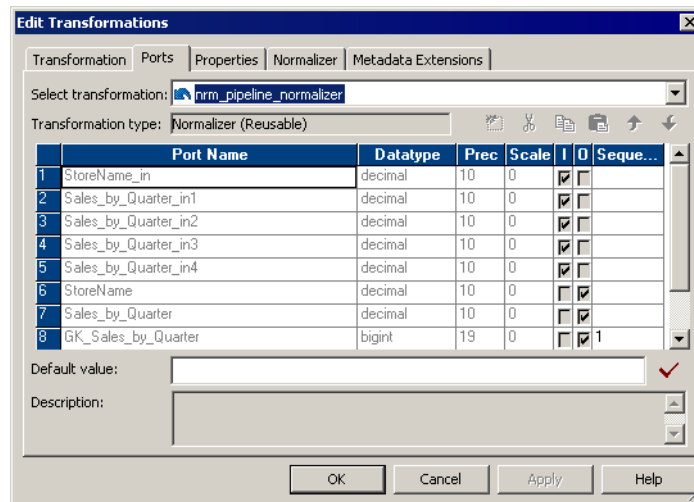 Edit Transformations
Transformation Ports Properties Normalizer Metadata Extensions
Select transformation: nrm_pipeline_normalizer
Transformation type: Normalizer (Reusable)
Port Name Datatype Prec Scale I O Seque...
1 StoreName_in decimal 10 0
2 Sales_by_Quarter_in1 decimal 10 0
3 Sales_by_Quarter_in2 decimal 10 0
4 Sales_by_Quarter_in3 decimal 10 0
5 Sales_by_Quarter_in4 decimal 10 0
6 StoreName decimal 10 0
7 Sales_by_Quarter decimal 10 0
8 GK_Sales_by_Quarter bigint 19 0 1
Default value:
Description:
OK Cancel Apply Help